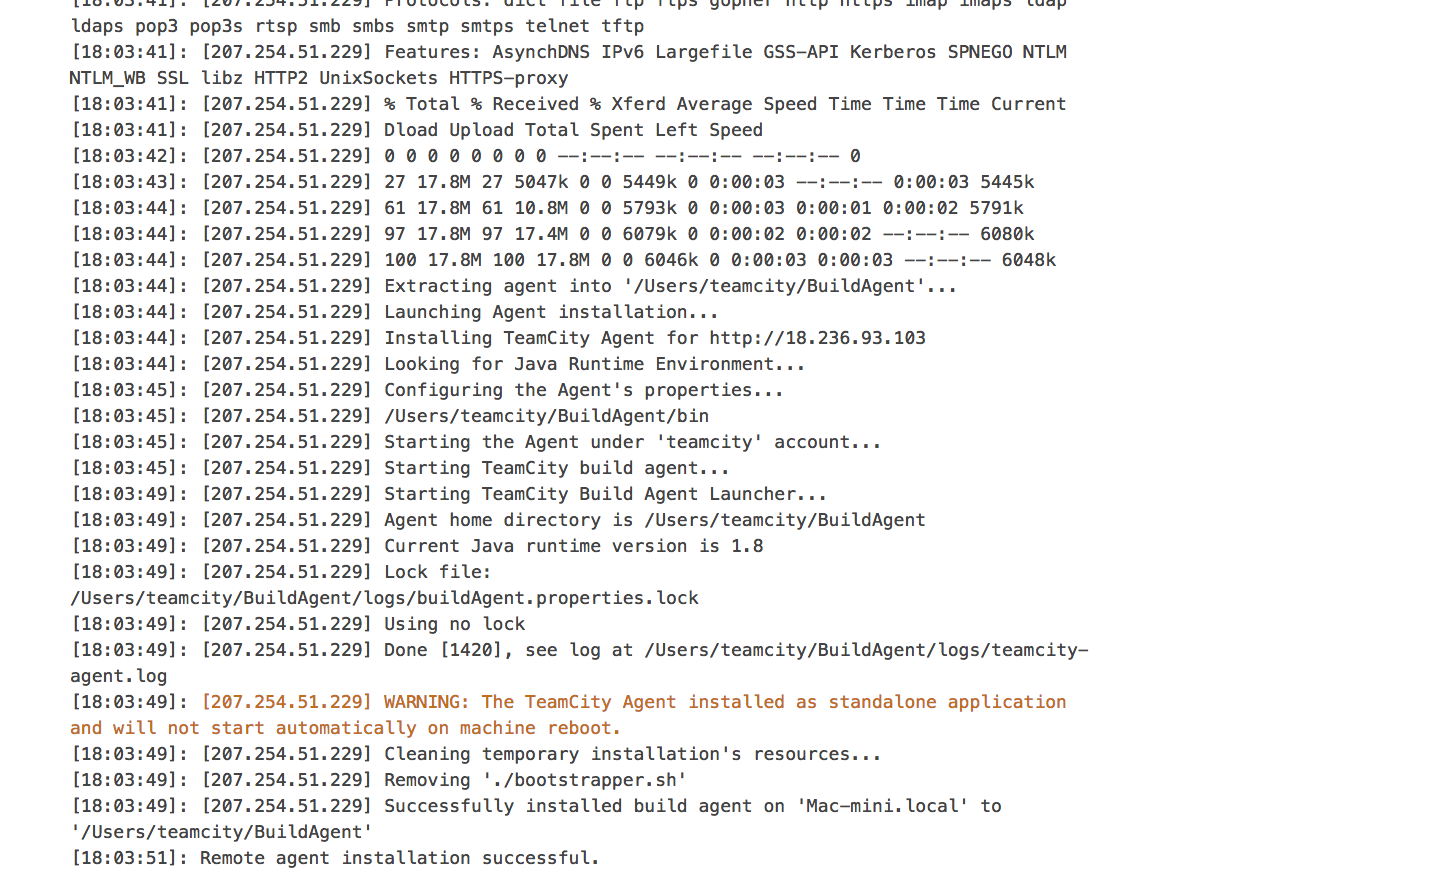 [18:03:41]: [207.254.51.229] Protocols: dict file ftp ftps gopher http https imap imaps ldap
ldaps pop3 pop3s rtsp smb smbs smtp smtps telnet tftp
[18:03:41]: [207.254.51.229] Features: AsynchDNS IPv6 Largefile GSS-API Kerberos SPNEGO NTLM
NTLM_WB SSL libz HTTP2 UnixSockets HTTPS-proxy
[18:03:41]: [207.254.51.229] % Total % Received % Xferd Average Speed Time Time Time Current
[18:03:41]: [207.254.51.229] Dload Upload Total Spent Left Speed
[18:03:42]: [207.254.51.229] 0 0 0 0 0 0 0 0 --:--:-- --:--:-- --:--:-- 0
[18:03:43]: [207.254.51.229] 27 17.8M 27 5047k 0 0 5449k 0 0:00:03 --:--:-- 0:00:03 5445k
[18:03:44]: [207.254.51.229] 61 17.8M 61 10.8M 0 0 5793k 0 0:00:03 0:00:01 0:00:02 5791k
[18:03:44]: [207.254.51.229] 97 17.8M 97 17.4M 0 0 6079k 0 0:00:02 0:00:02 --:--:-- 6080k
[18:03:44]: [207.254.51.229] 100 17.8M 100 17.8M 0 0 6046k 0 0:00:03 0:00:03 --:--:-- 6048k
[18:03:44]: [207.254.51.229] Extracting agent into '/Users/teamcity/BuildAgent'...
[18:03:44]: [207.254.51.229] Launching Agent installation...
[18:03:44]: [207.254.51.229] Installing TeamCity Agent for http://18.236.93.103
[18:03:44]: [207.254.51.229] Looking for Java Runtime Environment...
[18:03:45]: [207.254.51.229] Configuring the Agent's properties...
[18:03:45]: [207.254.51.229] /Users/teamcity/BuildAgent/bin
[18:03:45]: [207.254.51.229] Starting the Agent under 'teamcity' account...
[18:03:45]: [207.254.51.229] Starting TeamCity build agent...
[18:03:49]: [207.254.51.229] Starting TeamCity Build Agent Launcher...
[18:03:49]: [207.254.51.229] Agent home directory is /Users/teamcity/BuildAgent
[18:03:49]: [207.254.51.229] Current Java runtime version is 1.8
[18:03:49]: [207.254.51.229] Lock file:
/Users/teamcity/BuildAgent/logs/buildAgent.properties.lock
[18:03:49]: [207.254.51.229] Using no lock
[18:03:49]: [207.254.51.229] Done [1420], see log at /Users/teamcity/BuildAgent/logs/teamcity-
agent.log
[18:03:49]: [207.254.51.229] WARNING: The TeamCity Agent installed as standalone application
and will not start automatically on machine reboot.
[18:03:49]: [207.254.51.229] Cleaning temporary installation's resources...
[18:03:49]: [207.254.51.229] Removing './bootstrapper.sh'
[18:03:49]: [207.254.51.229] Successfully installed build agent on 'Mac-mini.local' to
'/Users/teamcity/BuildAgent'
[18:03:51]: Remote agent installation successful.